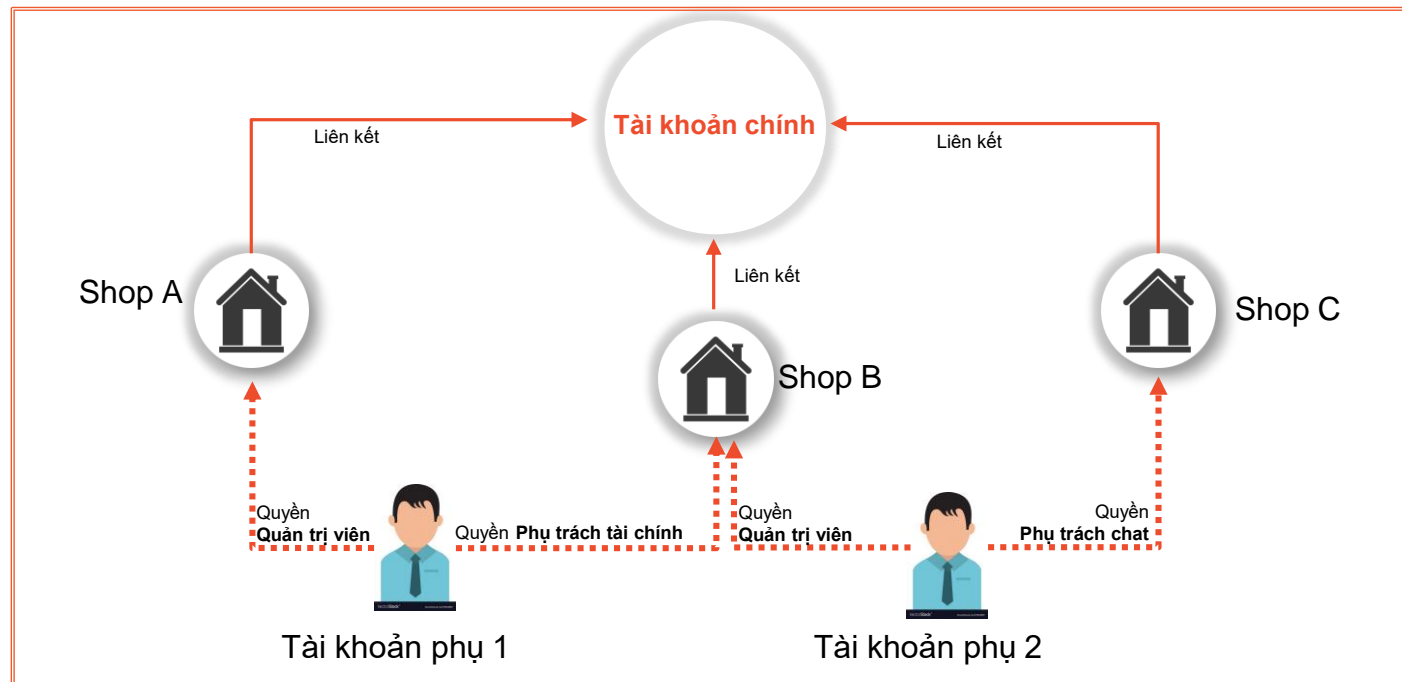 Tài khoản chính
Liên kết
Liên kết
Liên kết
Shop A
Shop B
Shop C
Quyền
Quản trị viên
Quyền Phụ trách tài chính
Quyền
Quản trị viên
Quyền
Phụ trách chat
Tài khoản phụ 1
Tài khoản phụ 2